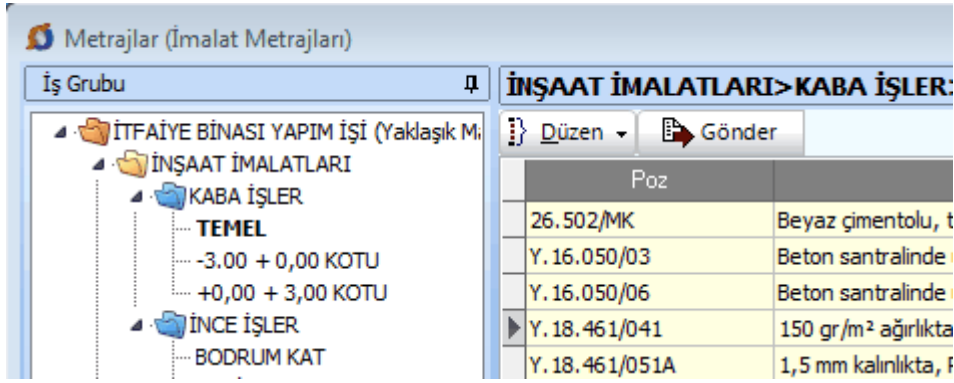 Metrajlar (İmalat Metrajları)
İş Grubu
İTFAİYE BİNASI YAPIM İŞİ (Yaklaşık
İNŞAAT İMALATLARI
KABA İŞLER
TEMEL
-3.00 + 0,00 KOTU
+0,00 + 3,00 KOTU
İNCE İŞLER
BODRUM KAT
İNŞAAT İMALATLARI>KABA İŞLER>
Düzen Gönder
Poz
26.502/MK Beyaz çimentolu,
Y.16.050/03 Beton santralinde
Y.16.050/06 Beton santralinde
Y.18.461/041 150 gr/m² ağırlıkta
Y.18.461/051A 1,5 mm kalınlıkta,